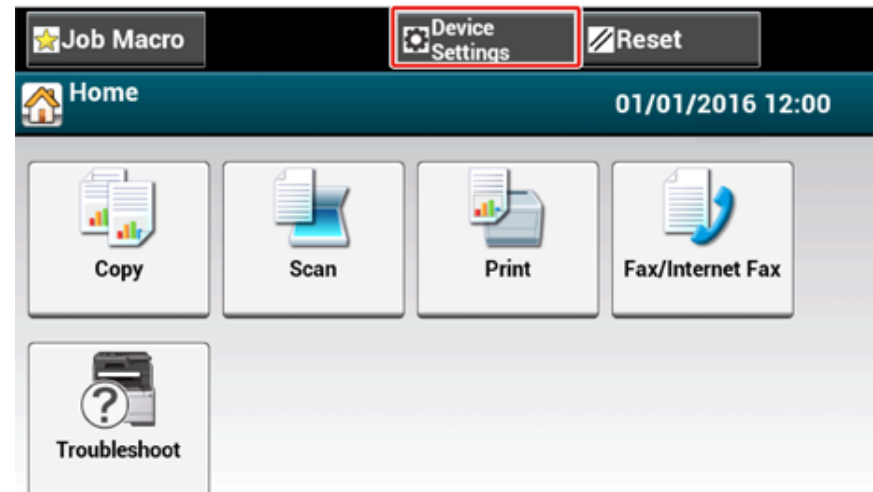 Job Macro
Device
Settings
Reset
Home
01/01/2016 12:00
Copy
Scan
Print
Fax/Internet Fax
Troubleshoot